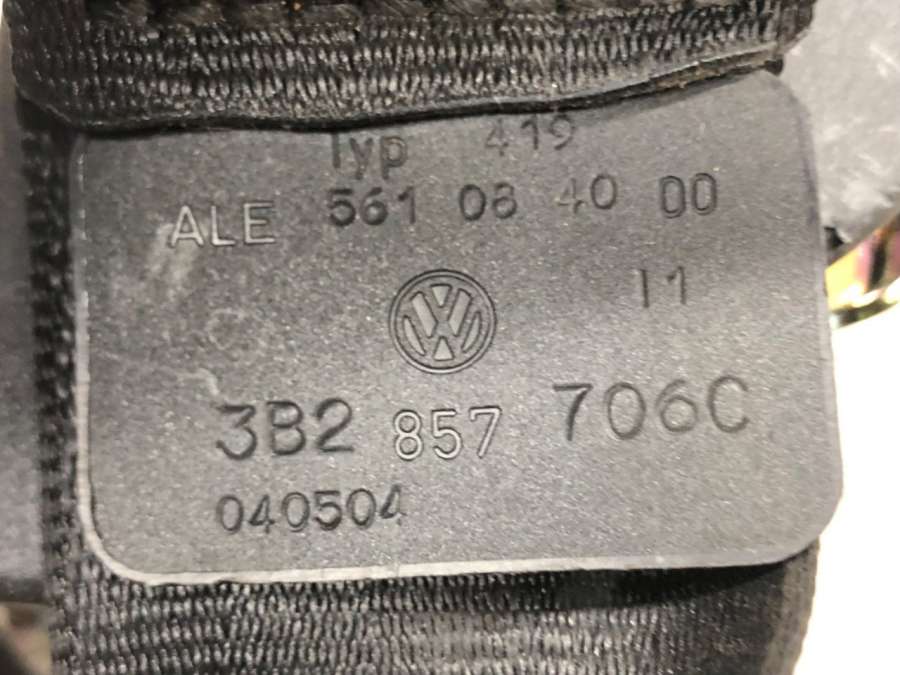 Typ 419
ALE 561 08 40 00
11
3B2 857 706C
040504